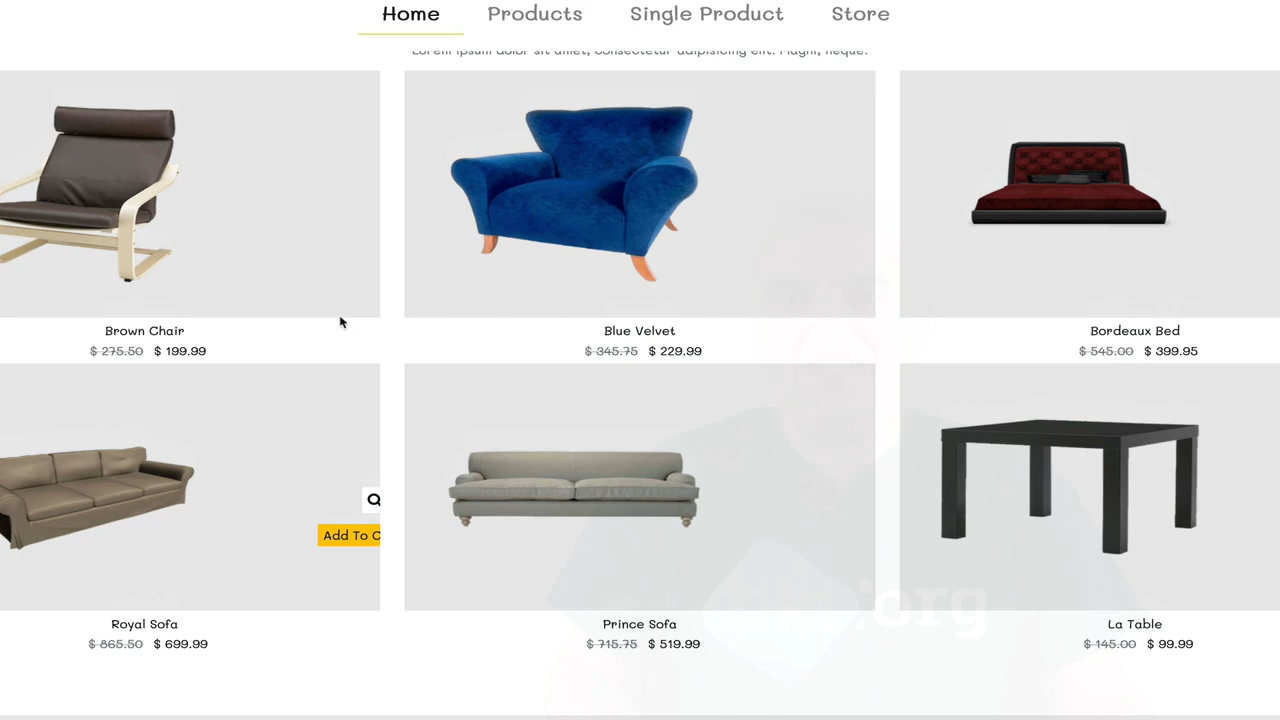 Home Products Single Product Store
Lorem ipsum dolor sit amet, consectetur adipisicing elit. Magni, neque.
Brown Chair
$ 275.50 $ 199.99
Blue Velvet
$ 345.75 $ 229.99
Bordeaux Bed
$ 545.00 $ 399.95
Add To C
Royal Sofa
$ 865.50 $ 699.99
Prince Sofa
$ 715.75 $ 519.99
La Table
$ 145.00 $ 99.99